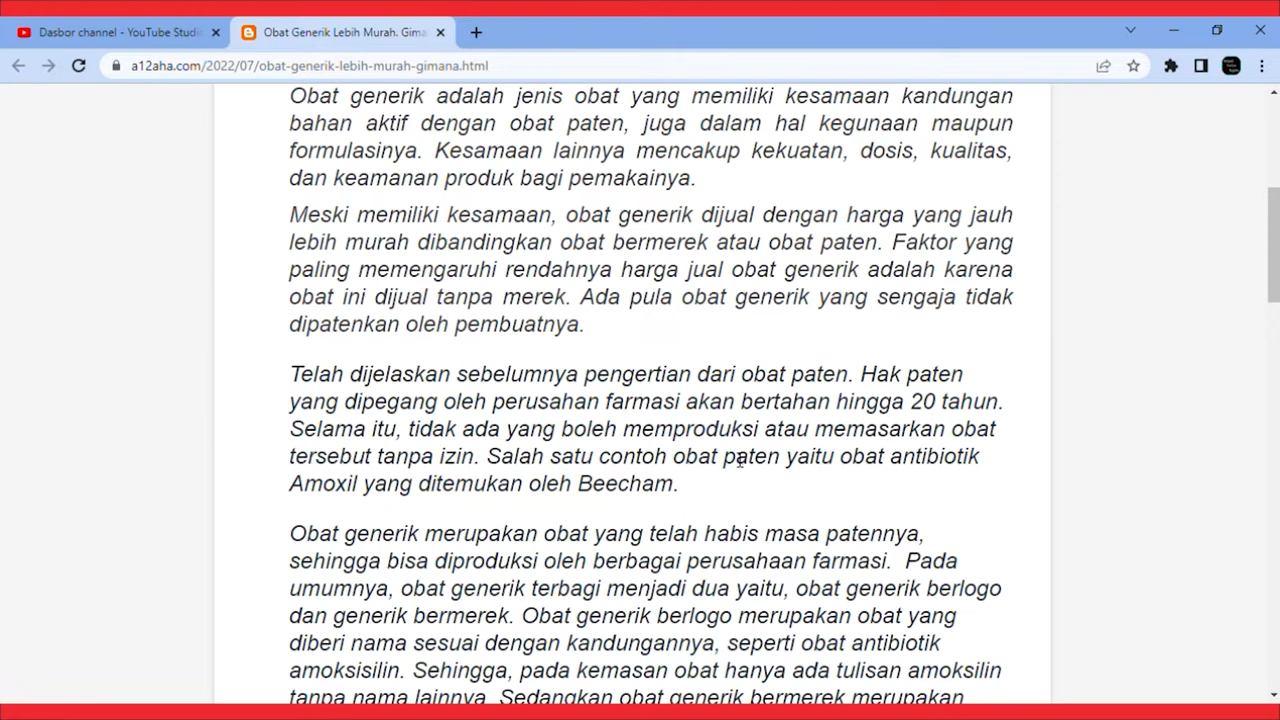 Dasbor channel - YouTube Studi
Obat Generik Lebih Murah. Gima
a12aha.com/2022/07/obat-generik-lebih-murah-gimana.html
Obat generik adalah jenis obat yang memiliki kesamaan kandungan
bahan aktif dengan obat paten, juga dalam hal kegunaan maupun
formulasinya. Kesamaan lainnya mencakup kekuatan, dosis, kualitas,
dan keamanan produk bagi pemakainya.
Meski memiliki kesamaan, obat generik dijual dengan harga yang jauh
lebih murah dibandingkan obat bermerek atau obat paten. Faktor yang
paling memengaruhi rendahnya harga jual obat generik adalah karena
obat ini dijual tanpa merek. Ada pula obat generik yang sengaja tidak
dipatenkan oleh pembuatnya.
Telah dijelaskan sebelumnya pengertian dari obat paten. Hak paten
yang dipegang oleh perusahan farmasi akan bertahan hingga 20 tahun.
Selama itu, tidak ada yang boleh memproduksi atau memasarkan obat
tersebut tanpa izin. Salah satu contoh obat paten yaitu obat antibiotik
Amoxil yang ditemukan oleh Beecham.
Obat generik merupakan obat yang telah habis masa patennya,
sehingga bisa diproduksi oleh berbagai perusahaan farmasi. Pada
umumnya, obat generik terbagi menjadi dua yaitu, obat generik berlogo
dan generik bermerek. Obat generik berlogo merupakan obat yang
diberi nama sesuai dengan kandungannya, seperti obat antibiotik
amoksisilin. Sehingga, pada kemasan obat hanya ada tulisan amoksilin
tanpa nama lainnya. Sedangkan obat generik bermerek merupakan